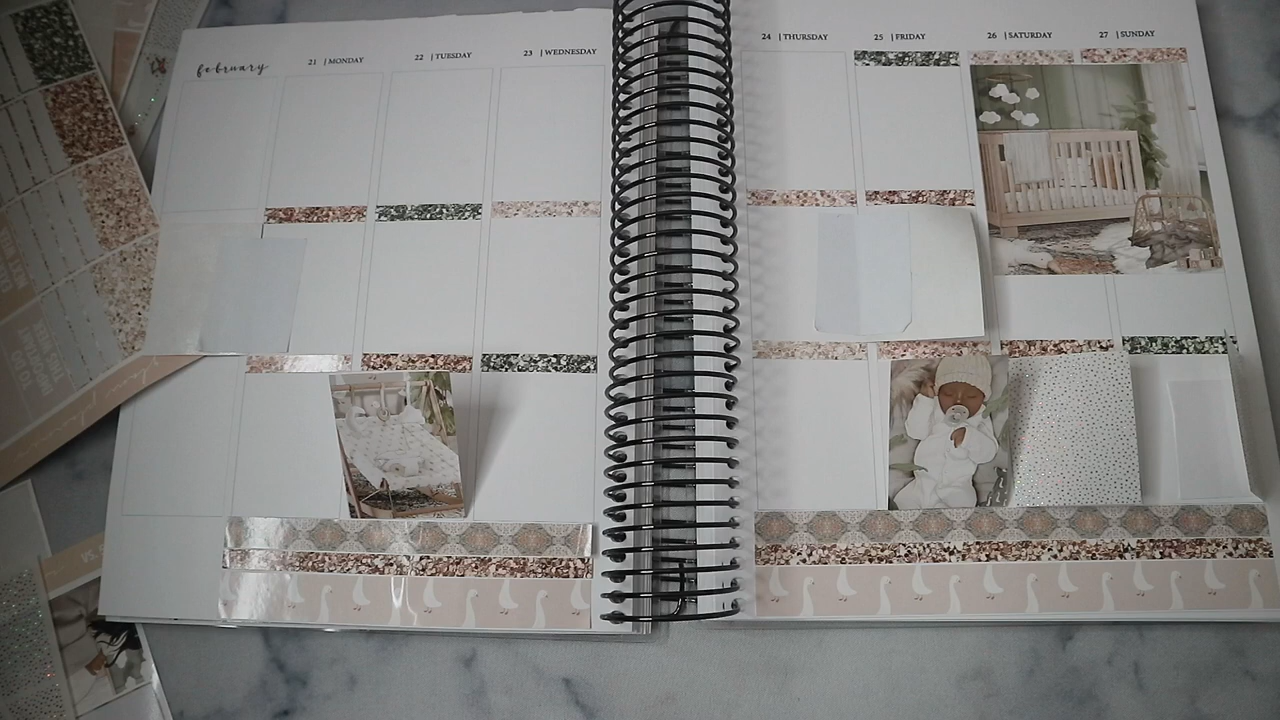 february
21 | MONDAY
22 | TUESDAY
23 | WEDNESDAY
24 | THURSDAY
25 | FRIDAY
26 | SATURDAY
27 | SUNDAY